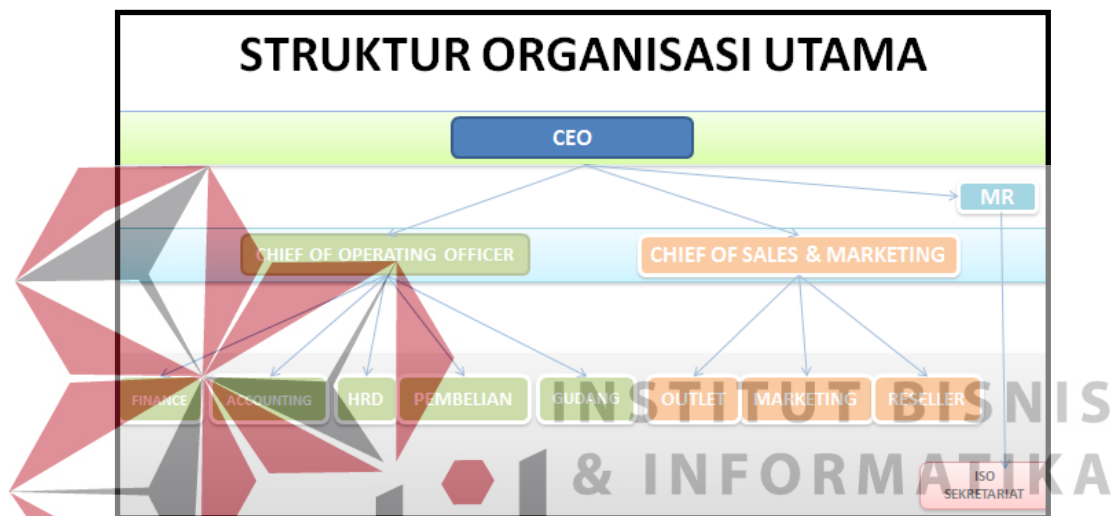 STRUKTUR ORGANISASI UTAMA
CEO
MR
CHIEF OF OPERATING OFFICER
CHIEF OF SALES & MARKETING
FINANCE
ACCOUNTING
HRD
PEMBELIAN
GUDANG
OUTLET
MARKETING
RESELLER
INSTITUT BISNIS
& INFORMATIKA
ISO
SEKRETARIAT